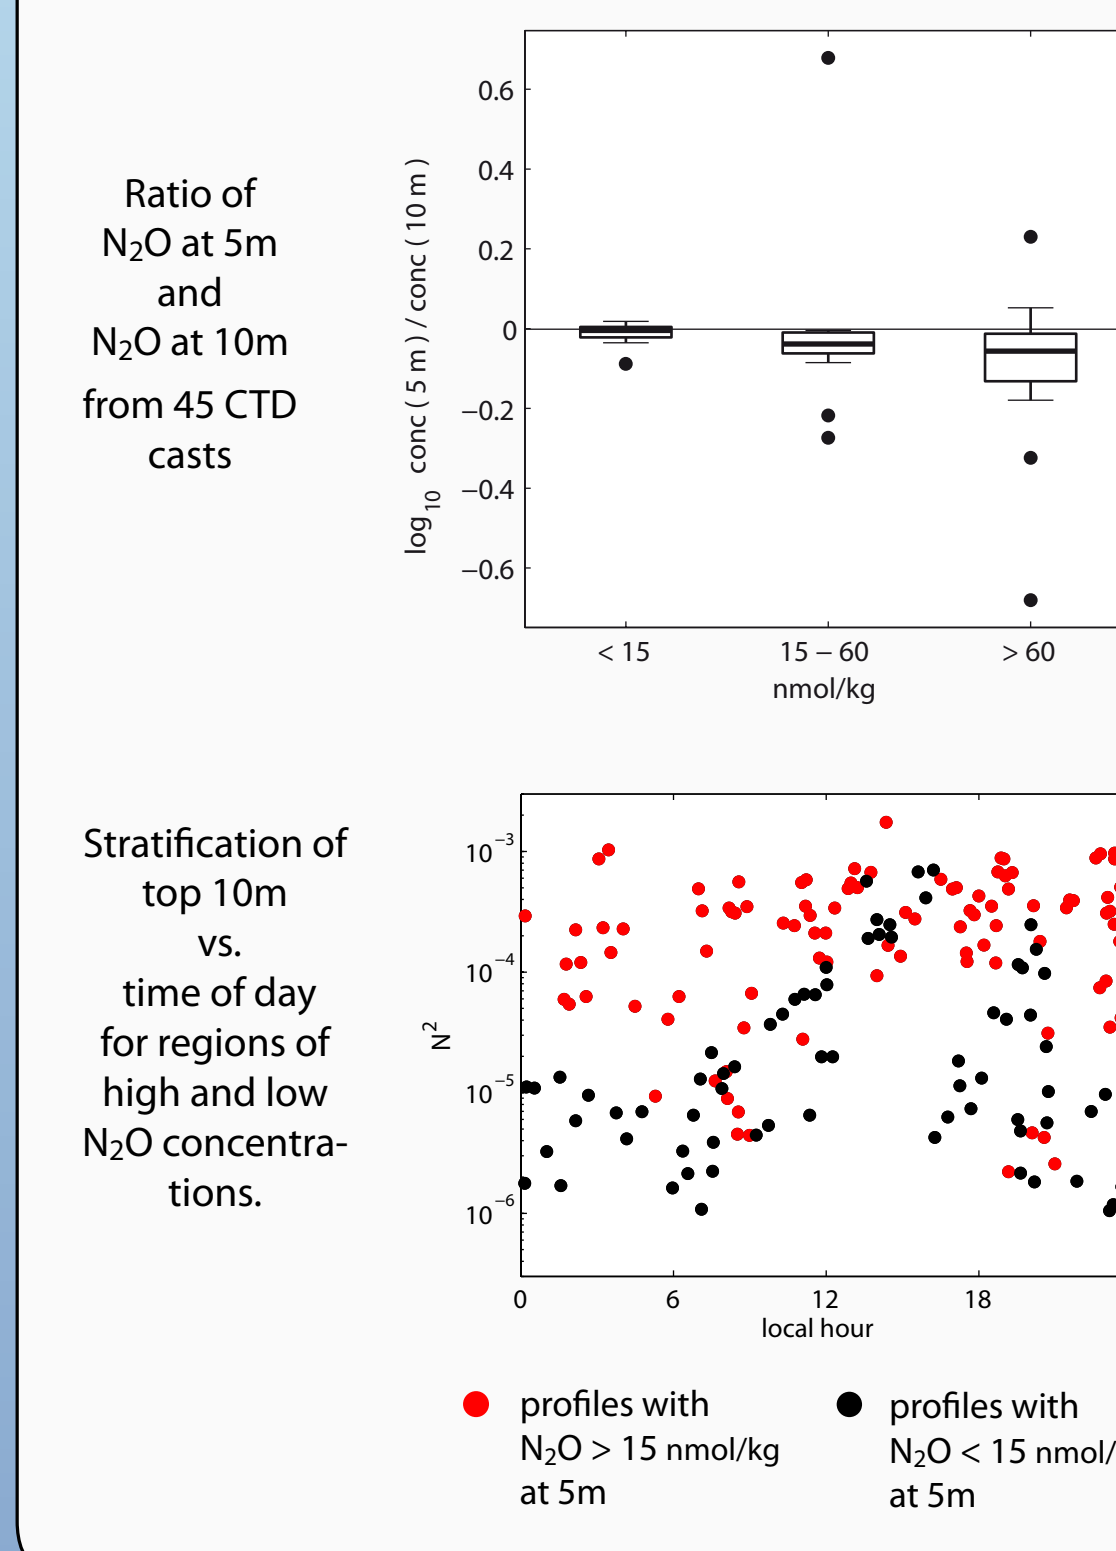 Ratio of
N₂O at 5m
and
N₂O at 10m
from 45 CTD
casts
log₁₀ conc ( 5 m ) / conc ( 10 m )
0.6
0.4
0.2
0
−0.2
−0.4
−0.6
< 15
15 – 60
> 60
nmol/kg
Stratification of
top 10m
vs.
time of day
for regions of
high and low
N₂O concentra-
tions.
N²
10⁻³
10⁻⁴
10⁻⁵
10⁻⁶
0
6
12
18
local hour
profiles with
N₂O > 15 nmol/kg
at 5m
profiles with
N₂O < 15 nmol/
at 5m